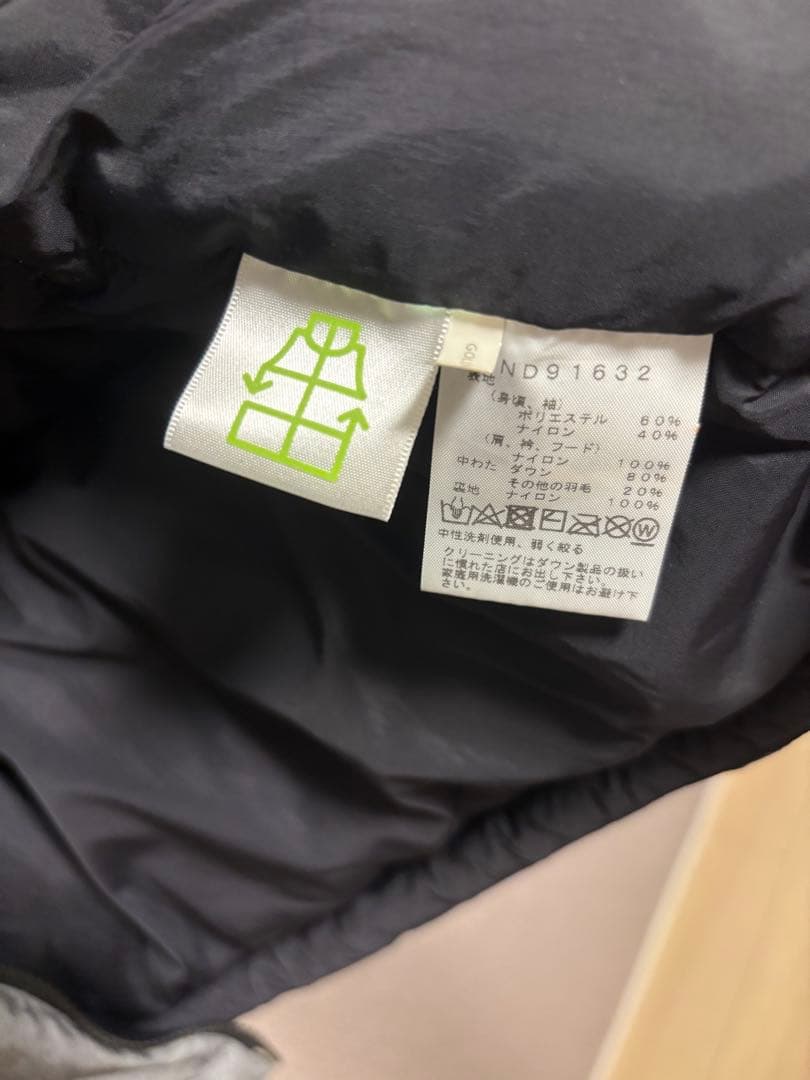 GOL
ND91632
表地
(身頃、袖)
ポリエステル 60%
ナイロン 40%
(肩、衿、フード)
ナイロン 100%
中わた ダウン 80%
その他の羽毛 20%
裏地 ナイロン 100%
W
中性洗剤使用、弱く絞る
クリーニングはダウン製品の扱い
に慣れた店にお出し下さい。
家庭用洗濯機のご使用はお避け下
さい。